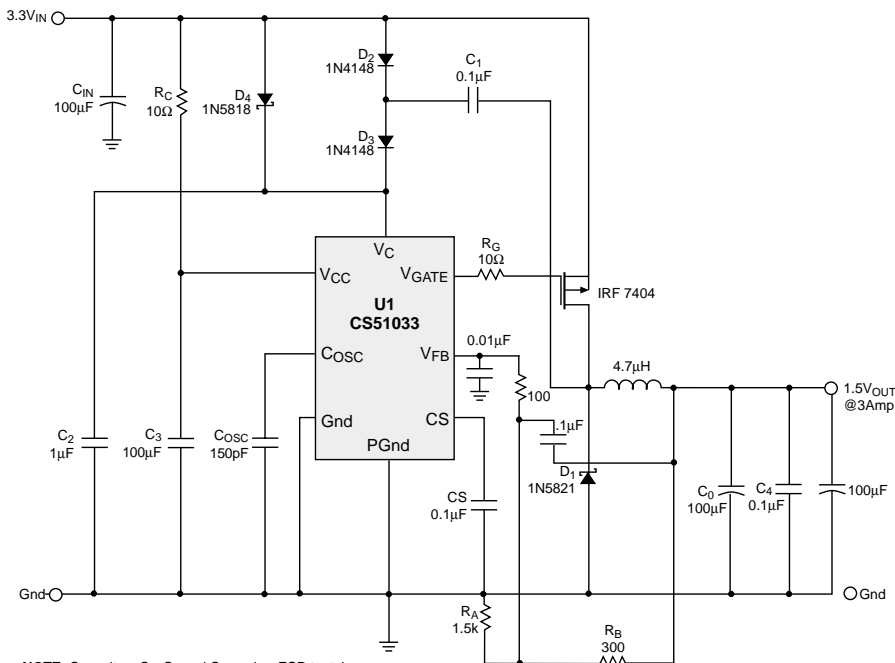 3.3VIN
CIN
100μF
RC
10Ω
D4
1N5818
D2
1N4148
D3
1N4148
C1
0.1μF
VC
VCC
VGATE
RG
10Ω
IRF 7404
U1
CS51033
COSC
VFB
0.01μF
100
4.7μH
1.5VOUT
@3Amp
Gnd
CS
PGnd
.1μF
D1
1N5821
C2
1μF
C3
100μF
COSC
150pF
CS
0.1μF
C0
100μF
C4
0.1μF
100μF
Gnd
Gnd
RA
1.5k
RB
300